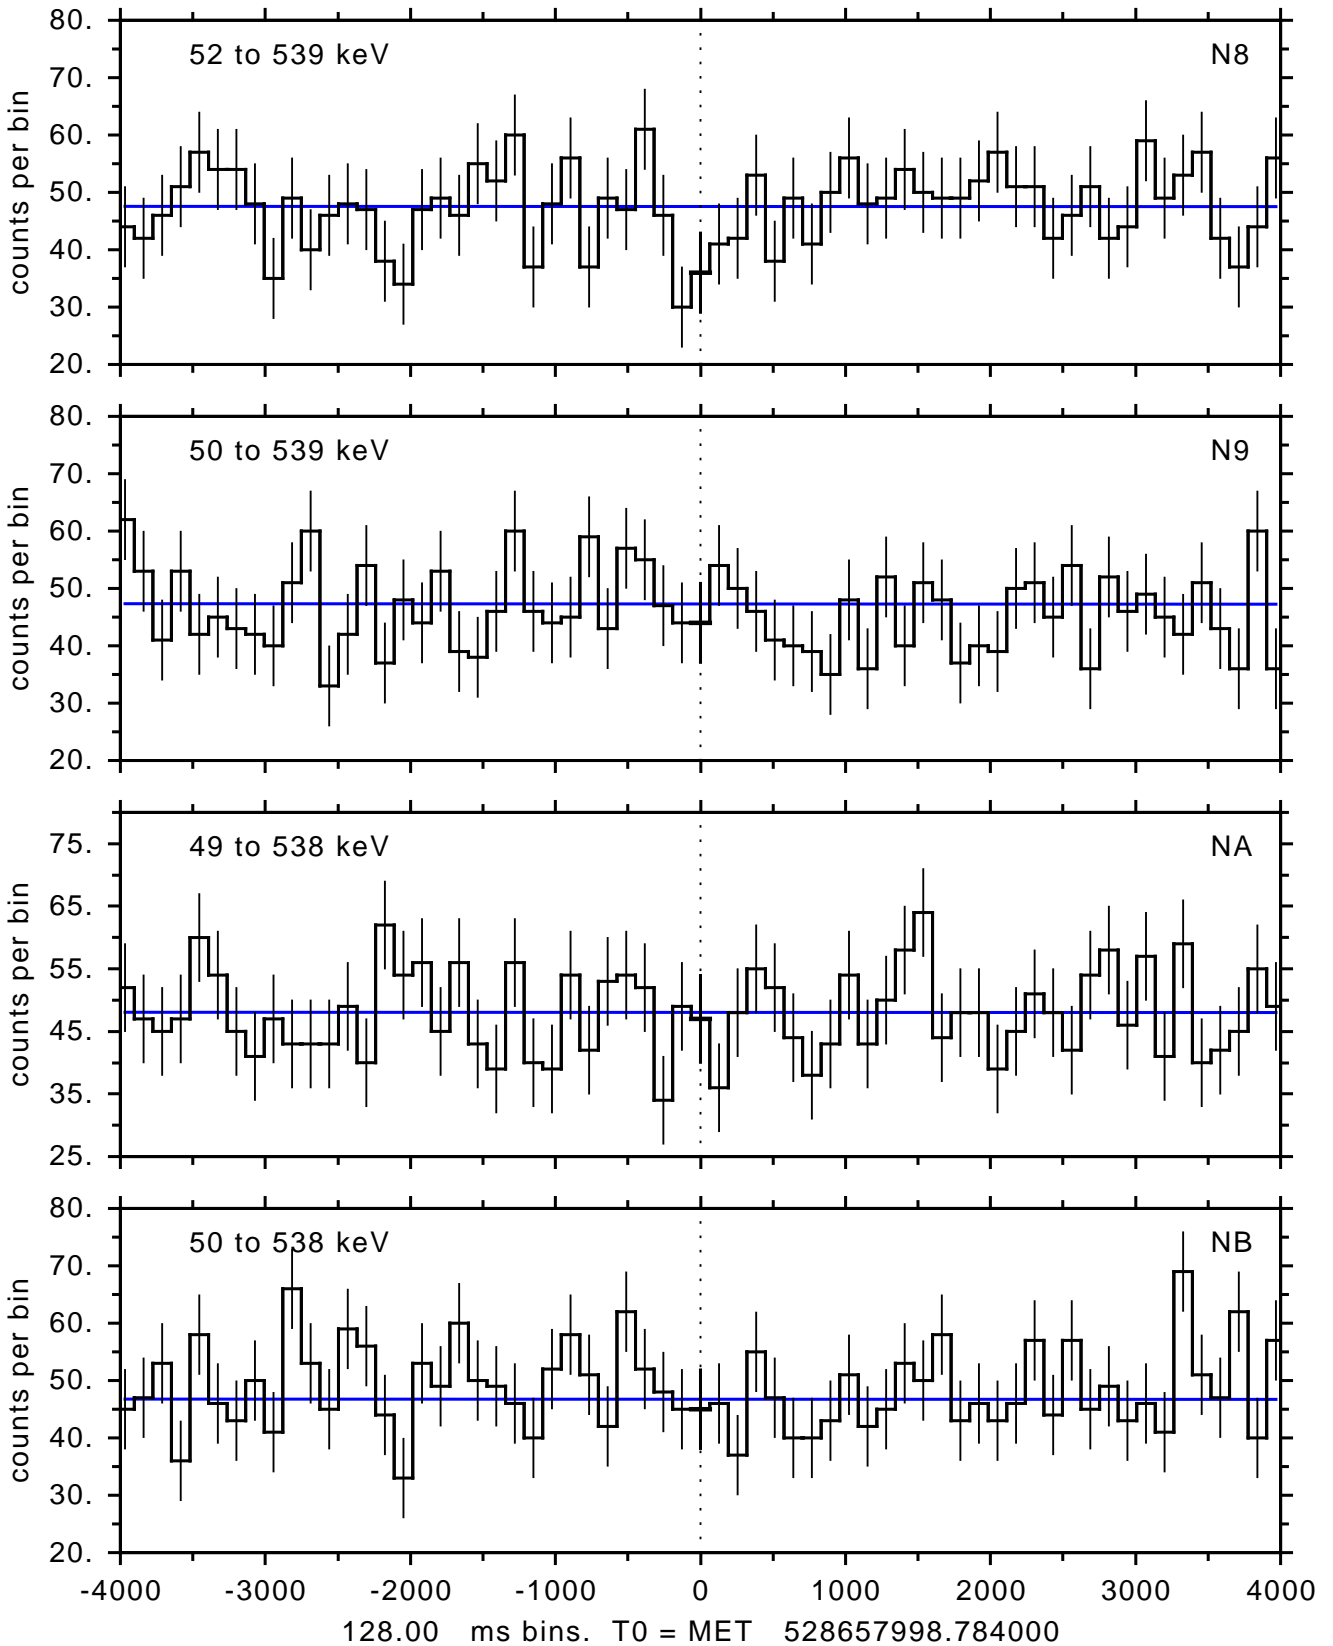 80.
52 to 539 keV N8
70.
60.
50.
40.
30.
20.
counts per bin
80.
50 to 539 keV N9
70.
60.
50.
40.
30.
20.
counts per bin
49 to 538 keV NA
75.
65.
55.
45.
35.
25.
counts per bin
80.
50 to 538 keV NB
70.
60.
50.
40.
30.
20.
counts per bin
-4000 -3000 -2000 -1000 0 1000 2000 3000 4000
128.00 ms bins. T0 = MET 528657998.784000